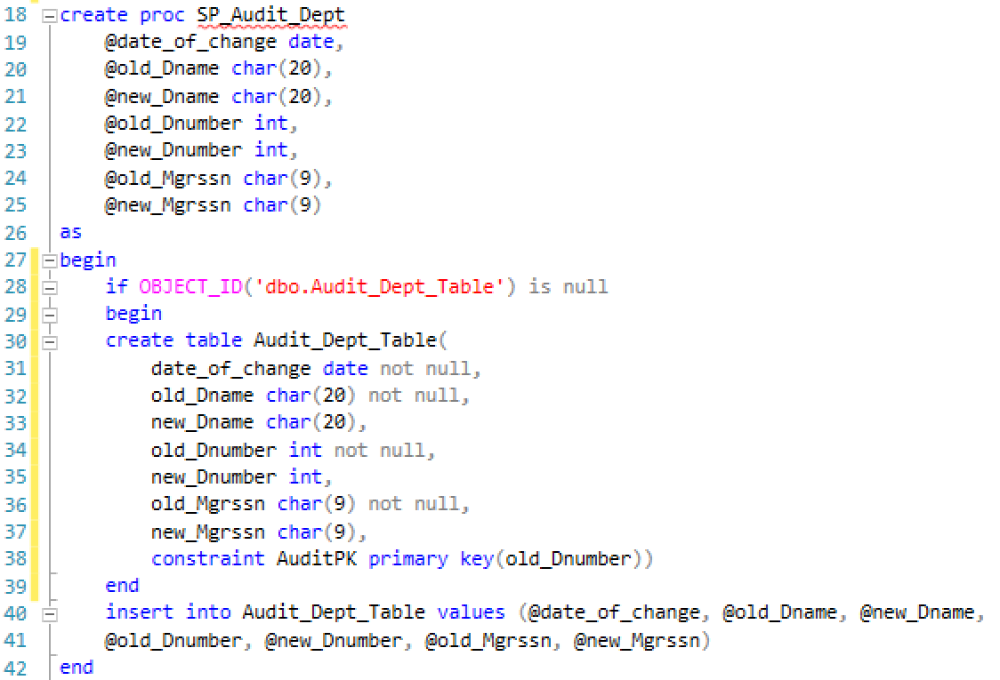 18 create proc SP_Audit_Dept
19 @date_of_change date,
20 @old_Dname char(20),
21 @new_Dname char(20),
22 @old_Dnumber int,
23 @new_Dnumber int,
24 @old_Mgrssn char(9),
25 @new_Mgrssn char(9)
26 as
27 begin
28 if OBJECT_ID('dbo.Audit_Dept_Table') is null
29 begin
30 create table Audit_Dept_Table(
31 date_of_change date not null,
32 old_Dname char(20) not null,
33 new_Dname char(20),
34 old_Dnumber int not null,
35 new_Dnumber int,
36 old_Mgrssn char(9) not null,
37 new_Mgrssn char(9),
38 constraint AuditPK primary key(old_Dnumber))
39 end
40 insert into Audit_Dept_Table values (@date_of_change, @old_Dname, @new_Dname,
41 @old_Dnumber, @new_Dnumber, @old_Mgrssn, @new_Mgrssn)
42 end